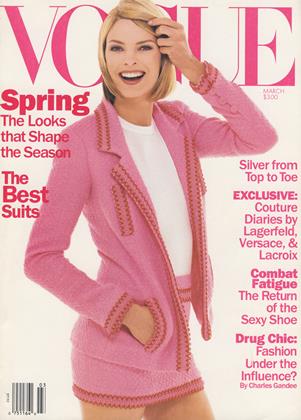 VOGUE
MARCH
$3.00
Spring
The Looks
that Shape
the Season
The
Best
Suits
Silver from
Top to Toe
EXCLUSIVE:
Couture
Diaries by
Lagerfeld,
Versace, &
Lacroix
Combat
Fatigue
The Return
of the
Sexy Shoe
Drug Chic:
Fashion
Under the
Influence?
By Charles Gandee
03